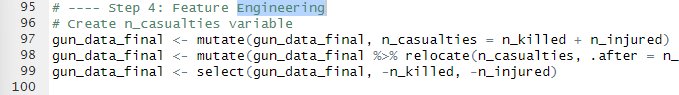 95 # ---- Step 4: Feature Engineering
96 # Create n_casualties variable
97 gun_data_final <- mutate(gun_data_final, n_casualties = n_killed + n_injured)
98 gun_data_final <- mutate(gun_data_final %>% relocate(n_casualties, .after = n_
99 gun_data_final <- select(gun_data_final, -n_killed, -n_injured)
100